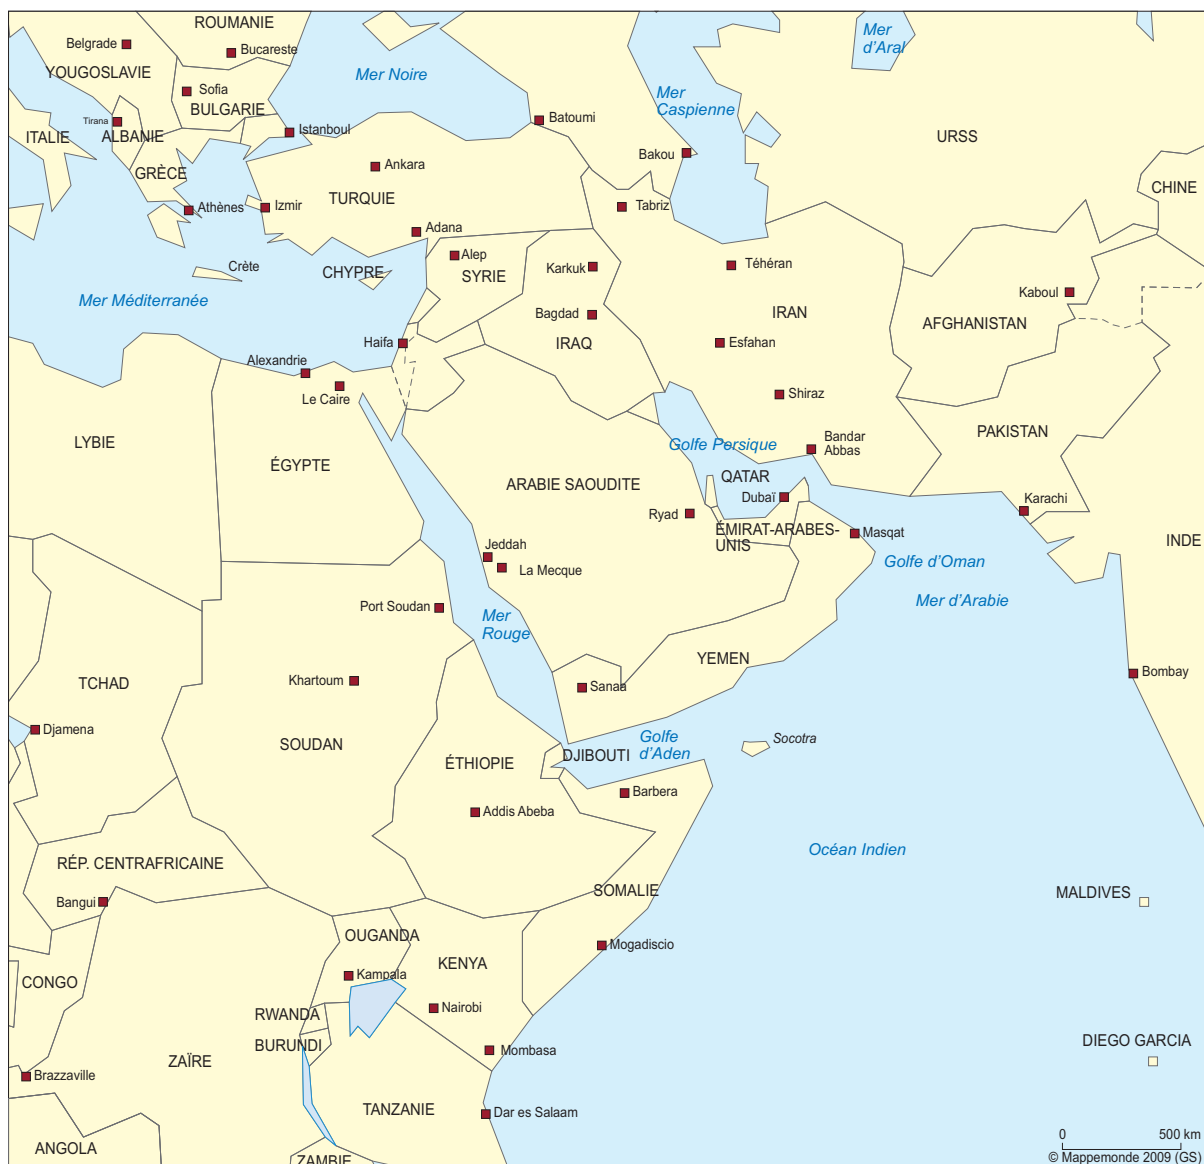 ROUMANIE
Belgrade
Bucareste
Mer
d'Aral
YOUGOSLAVIE
Mer Noire
Sofia
Mer
Caspienne
BULGARIE
Tirana
Batoumi
ITALIE
ALBANIE
Istanboul
URSS
Bakou
Ankara
GRÈCE
CHINE
TURQUIE
Izmir
Tabriz
Athènes
Adana
Alep
Crète
CHYPRE
SYRIE
Karkuk
Téhéran
Mer Méditerranée
Kaboul
Bagdad
IRAN
AFGHANISTAN
Haifa
IRAQ
Esfahan
Alexandrie
Le Caire
Shiraz
LYBIE
Golfe Persique
Bandar
Abbas
PAKISTAN
ÉGYPTE
ARABIE SAOUDITE
QATAR
Dubaï
Karachi
Ryad
ÉMIRAT-ARABES-
UNIS
Masqat
INDE
Jeddah
La Mecque
Golfe d'Oman
Mer d'Arabie
Port Soudan
Mer
Rouge
YEMEN
Bombay
TCHAD
Khartoum
Sanaa
Djamena
SOUDAN
Golfe
d'Aden
Socotra
ÉTHIOPIE
DJIBOUTI
Barbera
Addis Abeba
Océan Indien
RÉP. CENTRAFRICAINE
SOMALIE
MALDIVES
Bangui
OUGANDA
Mogadiscio
KENYA
CONGO
Kampala
Nairobi
RWANDA
BURUNDI
DIEGO GARCIA
Mombasa
ZAÏRE
Brazzaville
TANZANIE
Dar es Salaam
ANGOLA
ZAMBIE
0 500 km
© Mappemonde 2009 (GS)